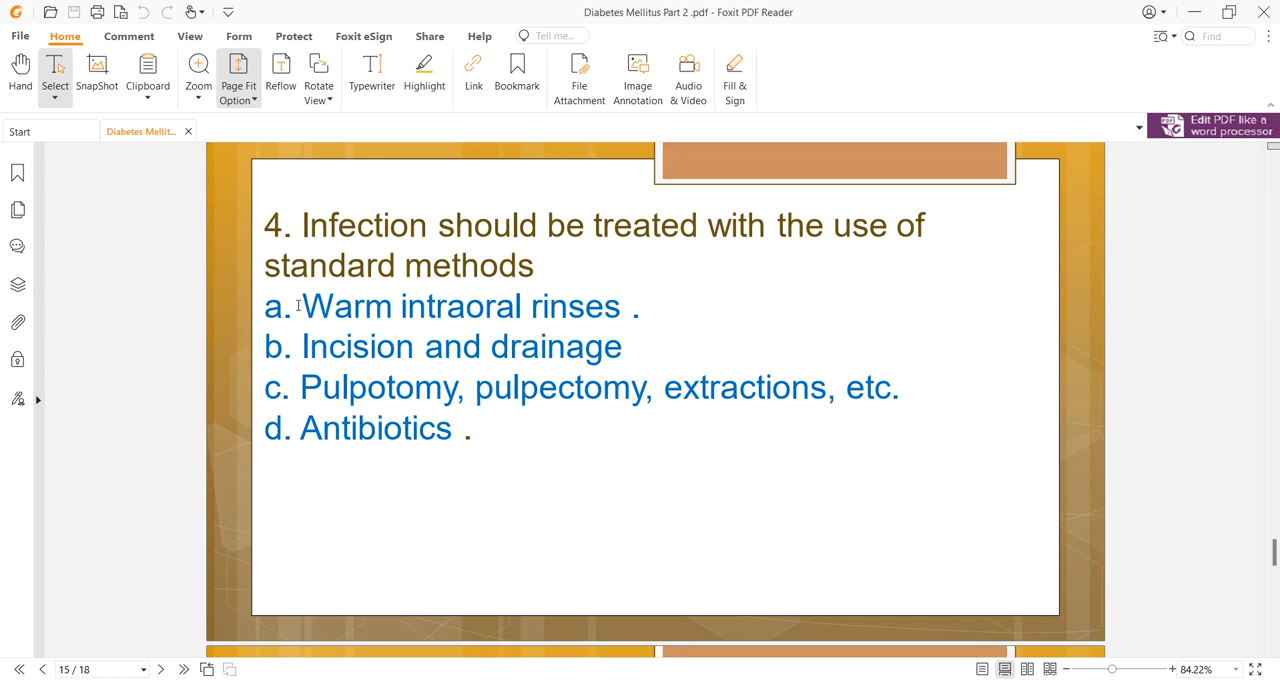 Diabetes Mellitus Part 2 .pdf - Foxit PDF Reader
File Home Comment View Form Protect Foxit eSign Share Help Tell me... Find
Hand Select SnapShot Clipboard Zoom Page Fit Option Reflow Rotate View Typewriter Highlight Link Bookmark File Attachment Image Annotation Audio & Video Fill & Sign
Start Diabetes Mellit... Edit PDF like a word processor
4. Infection should be treated with the use of
standard methods
a. Warm intraoral rinses .
b. Incision and drainage
c. Pulpotomy, pulpectomy, extractions, etc.
d. Antibiotics .
15 / 18 84.22%